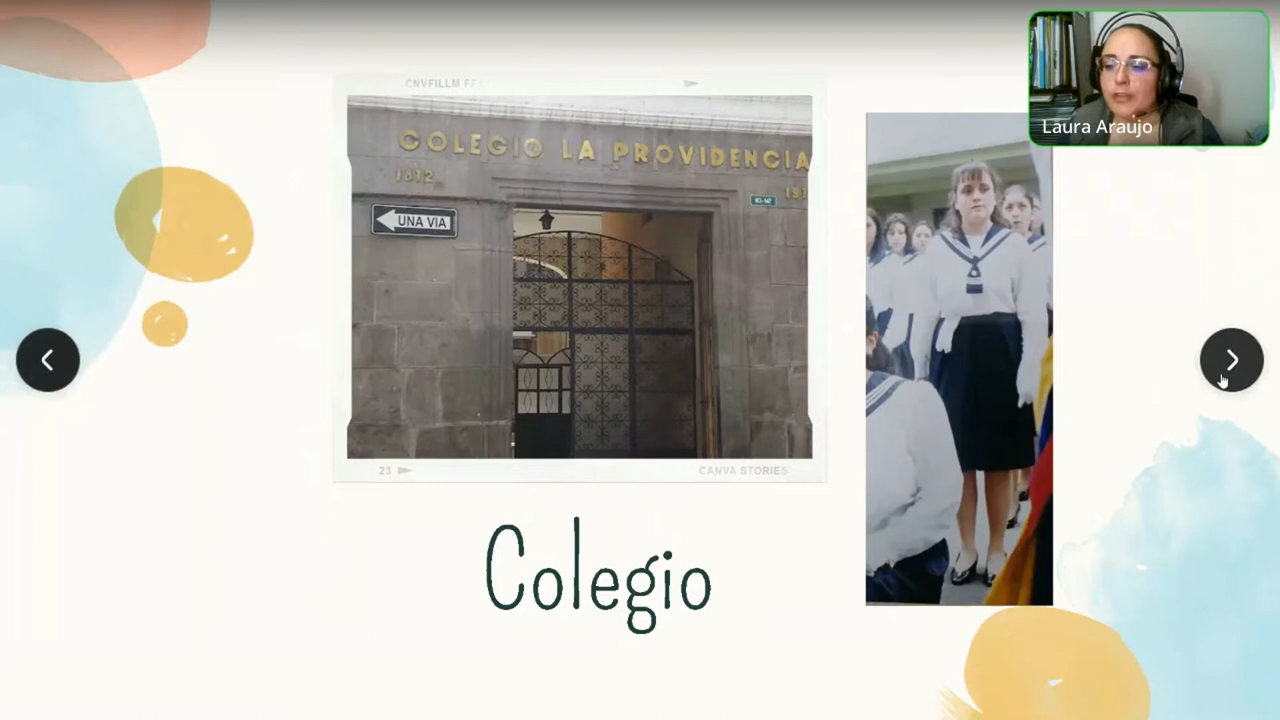 CNVFILLM
COLEGIO LA PROVIDENCIA
1872
UNA VIA
23
CANVA STORIES
Laura Araujo
Colegio